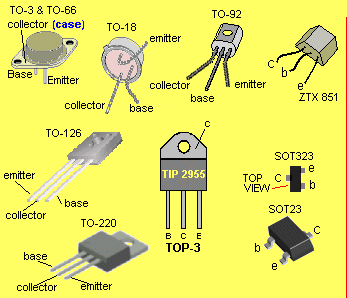 TO-3 & TO-66
collector (case)
Base
Emitter
TO-18
emitter
collector
base
TO-92
collector
emitter
base
C
b
e
ZTX 851
TO-126
emitter
collector
base
C
TIP 2955
B C E
TOP-3
SOT323
TOP
VIEW
C
e
b
TO-220
base
collector
emitter
SOT23
b
e
c